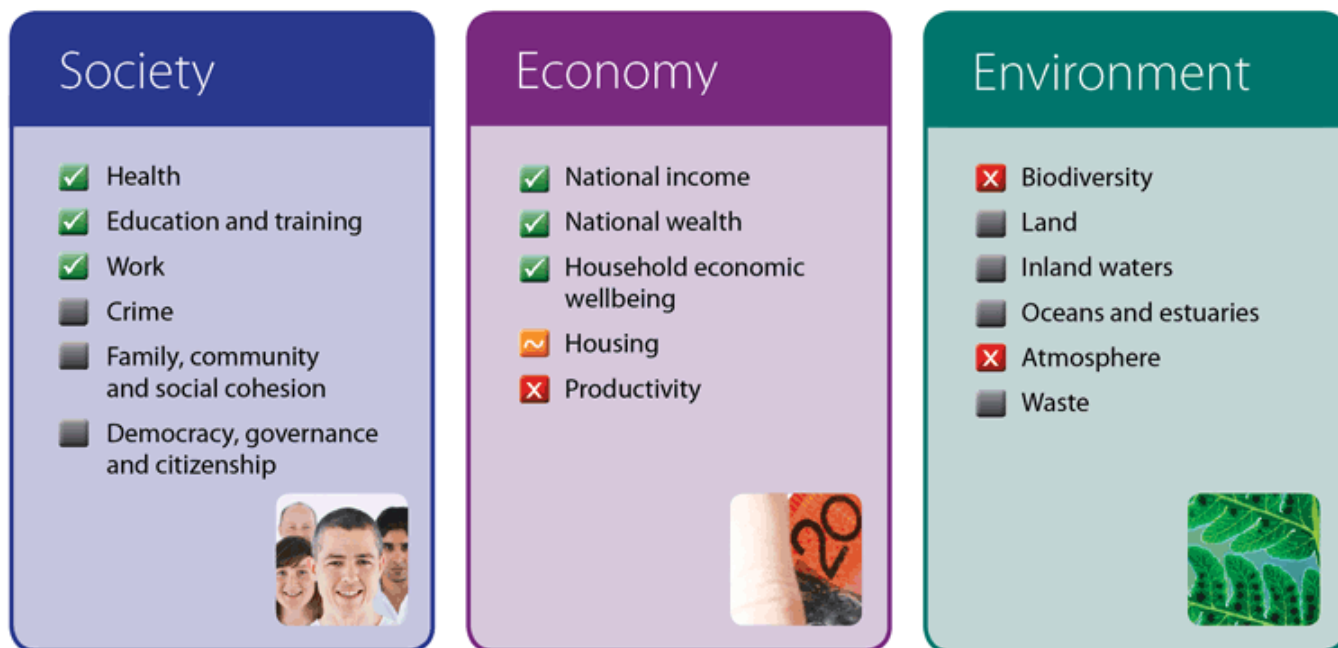 Society
Health
Education and training
Work
Crime
Family, community
and social cohesion
Democracy, governance
and citizenship
Economy
National income
National wealth
Household economic
wellbeing
Housing
Productivity
20
Environment
Biodiversity
Land
Inland waters
Oceans and estuaries
Atmosphere
Waste